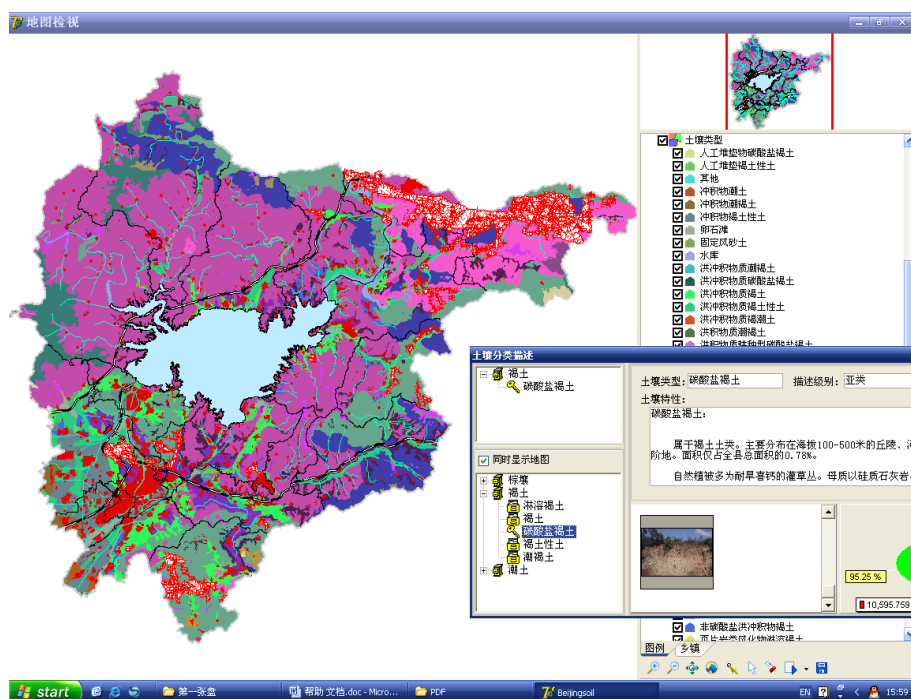 地图检视
土壤类型
人工堆垫物碳酸盐褐土
人工堆垫褐土性土
其他
冲积物潮土
冲积物潮褐土
冲积物褐土性土
卵石滩
固定风砂土
水库
洪冲积物质潮褐土
洪冲积物质碳酸盐褐土
洪冲积物质褐土
洪冲积物质褐土性土
洪冲积物质褐潮土
洪积物质潮褐土
土壤分类描述
褐土
碳酸盐褐土
同时显示地图
棕壤
褐土
淋溶褐土
褐土
碳酸盐褐土
褐土性土
潮褐土
潮土
土壤类型: 碳酸盐褐土 描述级别: 亚类
土壤特性:
碳酸盐褐土:
属于褐土土类。主要分布在海拨100-500米的丘陵、
阶地。面积仅占全县总面积的0.78%。
自然植被多为耐旱喜钙的灌草丛。母质以硅质石灰岩、
95.25 %
10,595.759
非碳酸盐洪冲积物褐土
图例 乡镇
start 第一张盘 帮助 文档.doc - Micro... PDF Beijingsoil EN 15:59